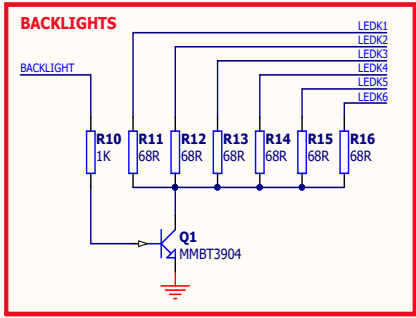 BACKLIGHTS
LEDK1
LEDK2
LEDK3
LEDK4
LEDK5
LEDK6
BACKLIGHT
R10 R11 R12 R13 R14 R15 R16
1K 68R 68R 68R 68R 68R 68R
Q1
MMBT3904